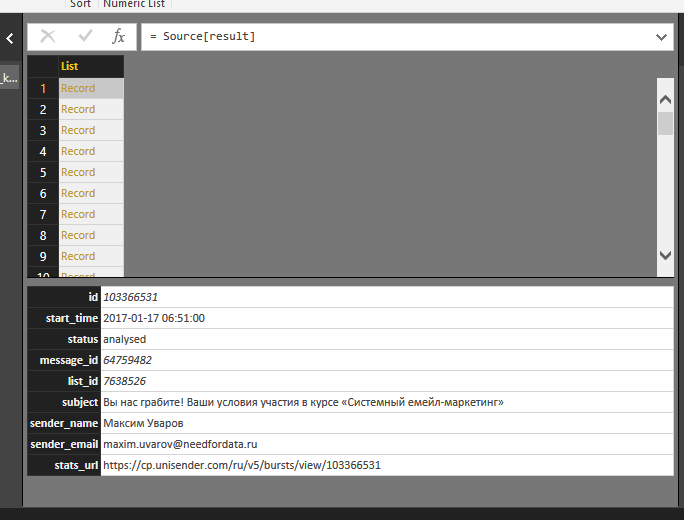 Sort Numeric List
_k...
fx = Source[result]
List
1 Record
2 Record
3 Record
4 Record
5 Record
6 Record
7 Record
8 Record
9 Record
10 Record
id 103366531
start_time 2017-01-17 06:51:00
status analysed
message_id 64759482
list_id 7638526
subject Вы нас грабите! Ваши условия участия в курсе «Системный емейл-маркетинг»
sender_name Максим Уваров
sender_email maxim.uvarov@needfordata.ru
stats_url https://cp.unisender.com/ru/v5/bursts/view/103366531